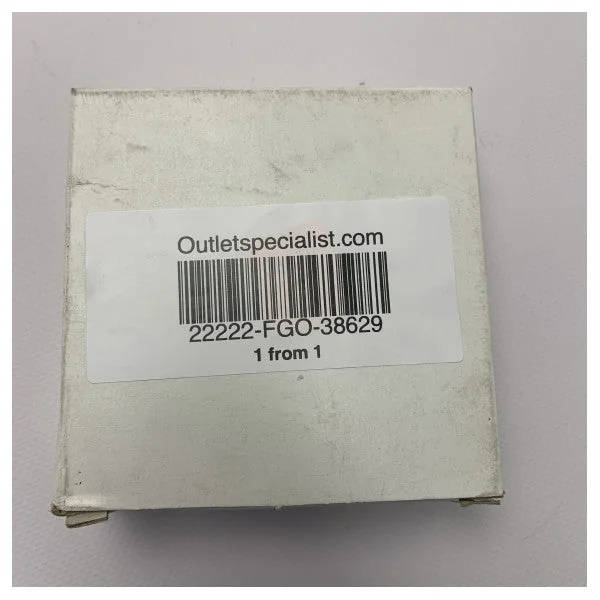 Outletspecialist.com
22222-FGO-38629
1 from 1